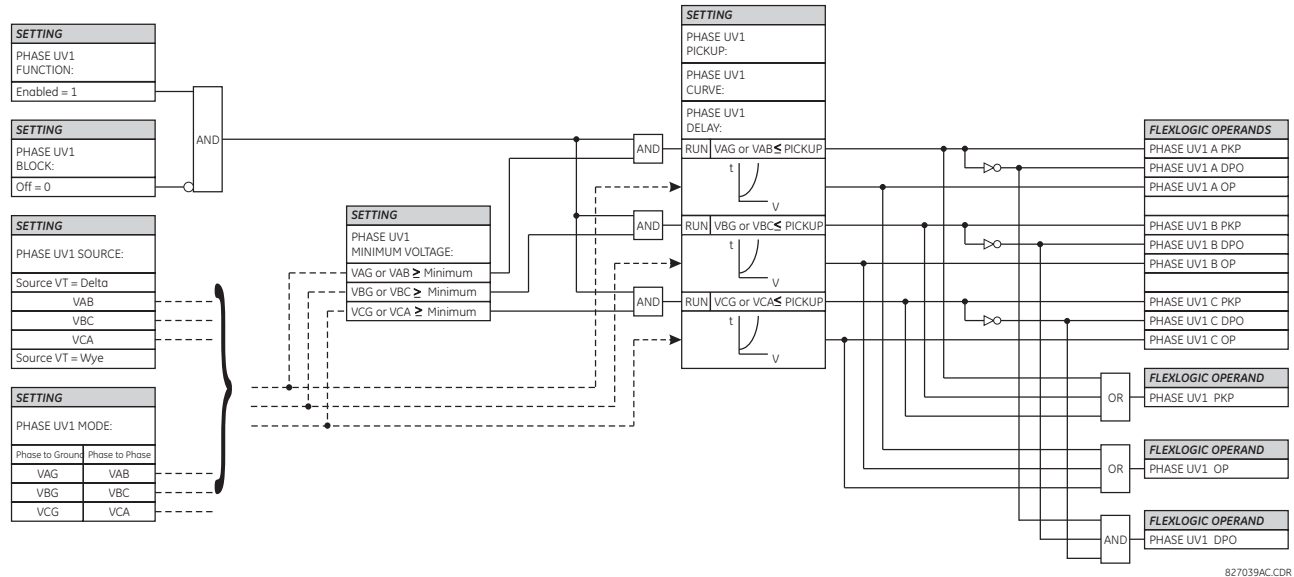 SETTING
PHASE UV1
FUNCTION:
Enabled = 1
SETTING
PHASE UV1
BLOCK:
Off = 0
AND
SETTING
PHASE UV1 SOURCE:
Source VT = Delta
VAB
VBC
VCA
Source VT = Wye
SETTING
PHASE UV1 MODE:
Phase to Ground Phase to Phase
VAG VAB
VBG VBC
VCG VCA
SETTING
PHASE UV1
MINIMUM VOLTAGE:
VAG or VAB ≥ Minimum
VBG or VBC ≥ Minimum
VCG or VCA ≥ Minimum
AND
AND
AND
SETTING
PHASE UV1
PICKUP:
PHASE UV1
CURVE:
PHASE UV1
DELAY:
RUN VAG or VAB ≤ PICKUP
t
V
RUN VBG or VBC ≤ PICKUP
t
V
RUN VCG or VCA ≤ PICKUP
t
V
FLEXLOGIC OPERANDS
PHASE UV1 A PKP
PHASE UV1 A DPO
PHASE UV1 A OP
PHASE UV1 B PKP
PHASE UV1 B DPO
PHASE UV1 B OP
PHASE UV1 C PKP
PHASE UV1 C DPO
PHASE UV1 C OP
OR
FLEXLOGIC OPERAND
PHASE UV1 PKP
OR
FLEXLOGIC OPERAND
PHASE UV1 OP
AND
FLEXLOGIC OPERAND
PHASE UV1 DPO
827039AC.CDR